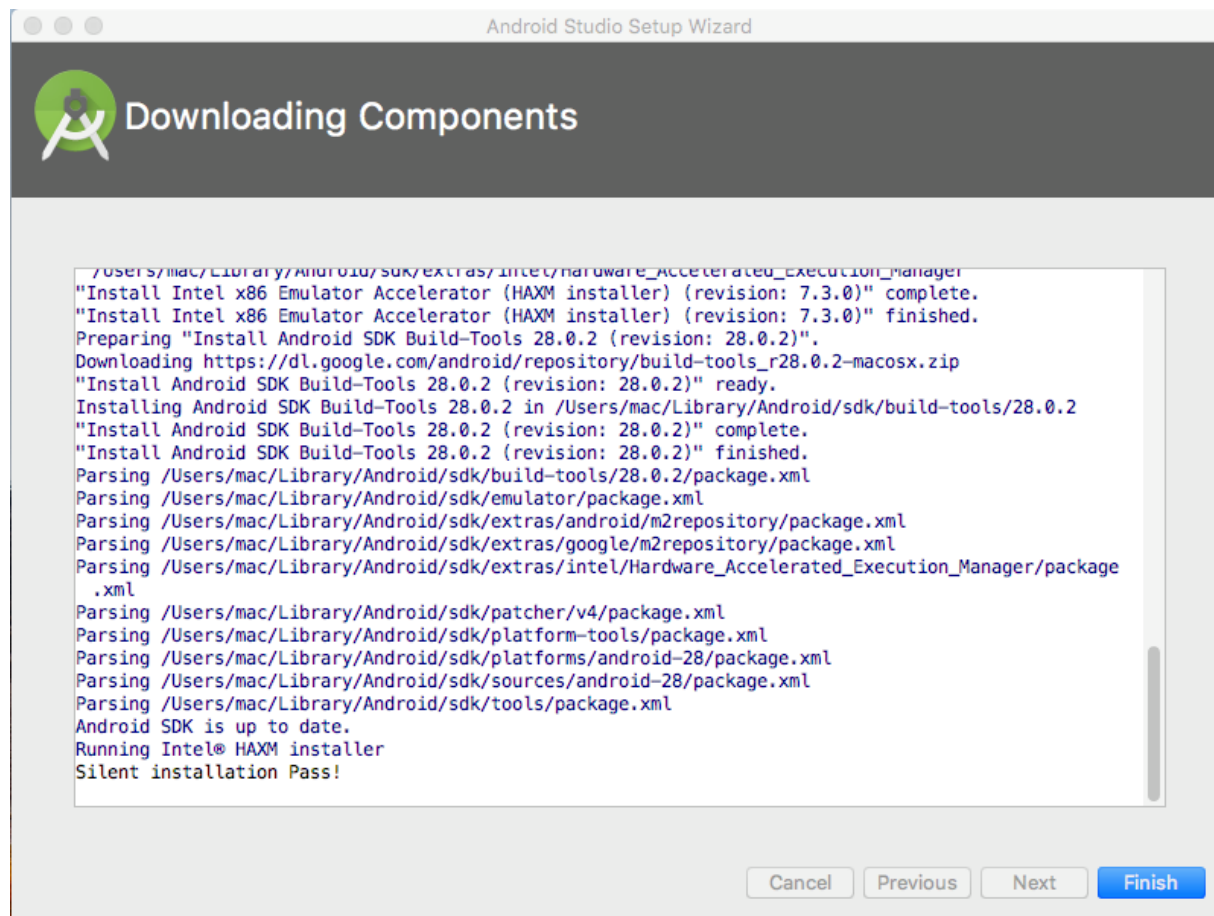 Android Studio Setup Wizard
Downloading Components
/Users/mac/Library/Android/sdk/extras/intel/Hardware_Accelerated_Execution_Manager
"Install Intel x86 Emulator Accelerator (HAXM installer) (revision: 7.3.0)" complete.
"Install Intel x86 Emulator Accelerator (HAXM installer) (revision: 7.3.0)" finished.
Preparing "Install Android SDK Build-Tools 28.0.2 (revision: 28.0.2)".
Downloading https://dl.google.com/android/repository/build-tools_r28.0.2-macosx.zip
"Install Android SDK Build-Tools 28.0.2 (revision: 28.0.2)" ready.
Installing Android SDK Build-Tools 28.0.2 in /Users/mac/Library/Android/sdk/build-tools/28.0.2
"Install Android SDK Build-Tools 28.0.2 (revision: 28.0.2)" complete.
"Install Android SDK Build-Tools 28.0.2 (revision: 28.0.2)" finished.
Parsing /Users/mac/Library/Android/sdk/build-tools/28.0.2/package.xml
Parsing /Users/mac/Library/Android/sdk/emulator/package.xml
Parsing /Users/mac/Library/Android/sdk/extras/android/m2repository/package.xml
Parsing /Users/mac/Library/Android/sdk/extras/google/m2repository/package.xml
Parsing /Users/mac/Library/Android/sdk/extras/intel/Hardware_Accelerated_Execution_Manager/package
.xml
Parsing /Users/mac/Library/Android/sdk/patcher/v4/package.xml
Parsing /Users/mac/Library/Android/sdk/platform-tools/package.xml
Parsing /Users/mac/Library/Android/sdk/platforms/android-28/package.xml
Parsing /Users/mac/Library/Android/sdk/sources/android-28/package.xml
Parsing /Users/mac/Library/Android/sdk/tools/package.xml
Android SDK is up to date.
Running Intel® HAXM installer
Silent installation Pass!
Cancel Previous Next Finish